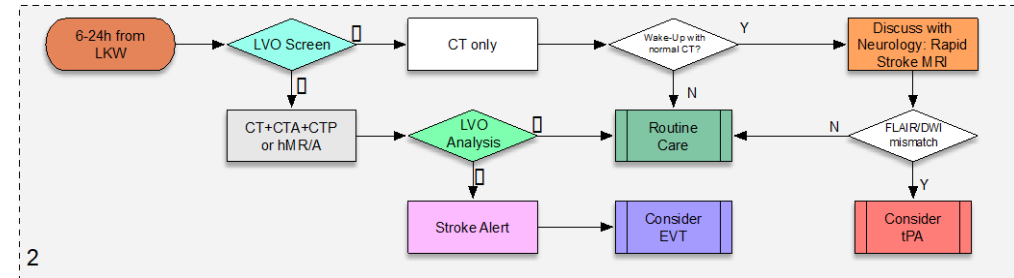 6-24h from
LKW
LVO Screen
▯
CT only
Wake-Up with
normal CT?
Y
Discuss with
Neurology: Rapid
Stroke MRI
▯
N
CT+CTA+CTP
or hMR/A
LVO
Analysis
▯
Routine
Care
N
FLAIR/DWI
mismatch
▯
Y
Stroke Alert
Consider
EVT
Consider
tPA
2